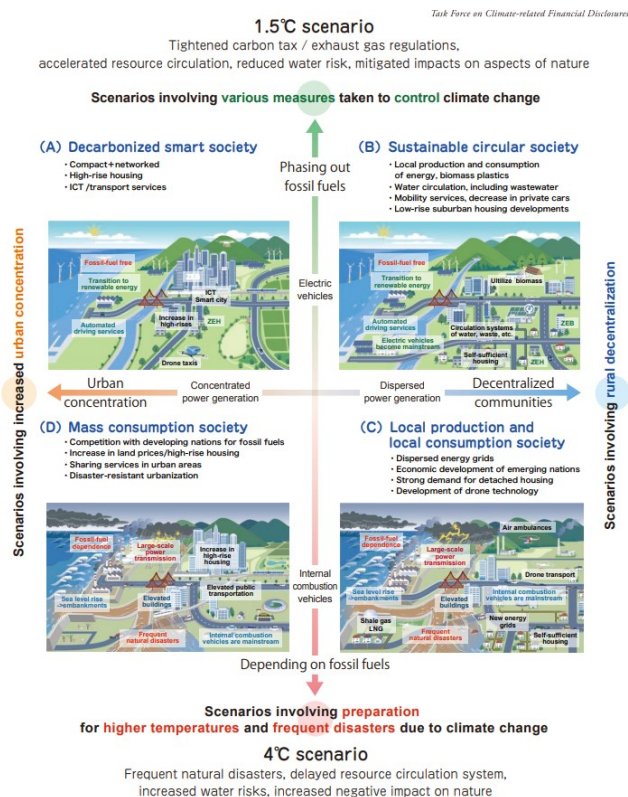 Task Force on Climate-related Financial Disclosures
1.5℃ scenario
Tightened carbon tax / exhaust gas regulations,
accelerated resource circulation, reduced water risk, mitigated impacts on aspects of nature
Scenarios involving various measures taken to control climate change
(A) Decarbonized smart society
・Compact+networked
・High-rise housing
・ICT /transport services
Phasing out
fossil fuels
(B) Sustainable circular society
・Local production and consumption
of energy, biomass plastics
・Water circulation, including wastewater
・Mobility services, decrease in private cars
・Low-rise suburban housing developments
Fossil-fuel free
Transition to
renewable energy
ICT
Smart city
Automated
driving services
Increase in
high-rises
ZEH
Drone taxis
Electric
vehicles
Fossil-fuel free
Transition to
renewable energy
Ultilize biomass
Automated
driving services
Circulation systems
of water, waste, etc.
ZEB
Electric vehicles
become mainstream
Self-sufficient
housing
ZEH
Scenarios involving increased urban concentration
Urban
concentration
Concentrated
power generation
Dispersed
power generation
Decentralized
communities
Scenarios involving rural decentralization
(D) Mass consumption society
・Competition with developing nations for fossil fuels
・Increase in land prices/high-rise housing
・Sharing services in urban areas
・Disaster-resistant urbanization
(C) Local production and
local consumption society
・Dispersed energy grids
・Economic development of emerging nations
・Strong demand for detached housing
・Development of drone technology
Fossil-fuel
dependence
Large-scale
power
transmission
Increase in
high-rise
housing
Sea level rise
→embankments
Elevated
buildings
Elevated public
transportation
Frequent
natural disasters
Internal combustion
vehicles are mainstream
Internal
combustion
vehicles
Fossil-fuel
dependence
Large-scale
power
transmission
Air ambulances
Drone transport
Sea level rise
→embankments
Elevated
buildings
Internal combustion
vehicles are mainstream
Shale gas
LNG
Frequent
natural disasters
New energy
grids
Self-sufficient
housing
Depending on fossil fuels
Scenarios involving preparation
for higher temperatures and frequent disasters due to climate change
4℃ scenario
Frequent natural disasters, delayed resource circulation system,
increased water risks, increased negative impact on nature